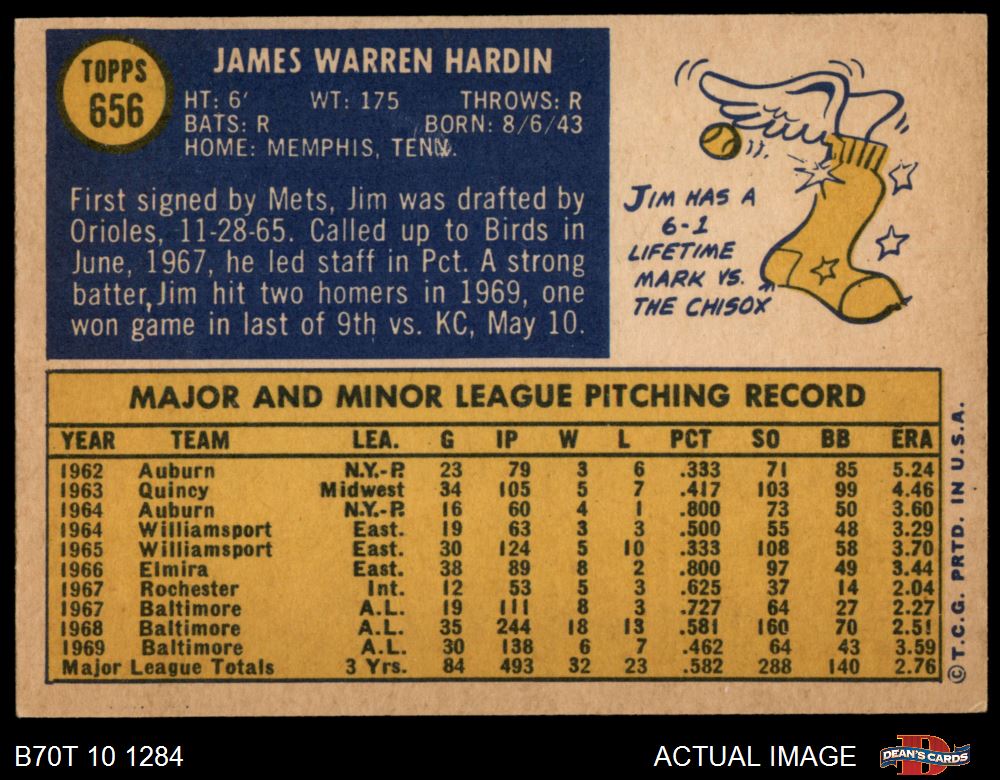 TOPPS
656
JAMES WARREN HARDIN
HT: 6' WT: 175 THROWS: R
BATS: R BORN: 8/6/43
HOME: MEMPHIS, TENN.
First signed by Mets, Jim was drafted by
Orioles, 11-28-65. Called up to Birds in
June, 1967, he led staff in Pct. A strong
batter, Jim hit two homers in 1969, one
won game in last of 9th vs. KC, May 10.
JIM HAS A
6-1
LIFETIME
MARK VS.
THE CHISOX
MAJOR AND MINOR LEAGUE PITCHING RECORD
YEAR TEAM LEA. G IP W L PCT SO BB ERA
1962 Auburn N.Y.-P. 23 79 3 6 .333 71 85 5.24
1963 Quincy Midwest 34 105 5 7 .417 103 99 4.46
1964 Auburn N.Y.-P. 16 60 4 1 .800 73 50 3.60
1964 Williamsport East. 19 63 3 3 .500 55 48 3.29
1965 Williamsport East. 30 124 5 10 .333 108 58 3.70
1966 Elmira East. 38 89 8 2 .800 97 49 3.44
1967 Rochester Int. 12 53 5 3 .625 37 14 2.04
1967 Baltimore A.L. 19 111 8 3 .727 64 27 2.27
1968 Baltimore A.L. 35 244 18 13 .581 160 70 2.51
1969 Baltimore A.L. 30 138 6 7 .462 64 43 3.59
Major League Totals 3 Yrs. 84 493 32 23 .582 288 140 2.76
© T.C.G. PRTD. IN U.S.A.
B70T 10 1284
ACTUAL IMAGE
DEAN'S CARDS